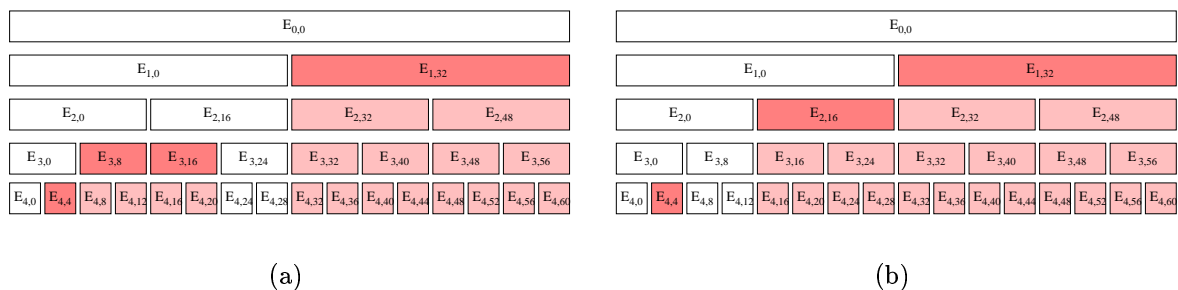 E0,0 E0,0
E1,0 E1,32 E1,0 E1,32
E2,0 E2,16 E2,32 E2,48 E2,0 E2,16 E2,32 E2,48
E3,0 E3,8 E3,16 E3,24 E3,32 E3,40 E3,48 E3,56 E3,0 E3,8 E3,16 E3,24 E3,32 E3,40 E3,48 E3,56
E4,0 E4,4 E4,8 E4,12 E4,16 E4,20 E4,24 E4,28 E4,32 E4,36 E4,40 E4,44 E4,48 E4,52 E4,56 E4,60 E4,0 E4,4 E4,8 E4,12 E4,16 E4,20 E4,24 E4,28 E4,32 E4,36 E4,40 E4,44 E4,48 E4,52 E4,56 E4,60
(a) (b)